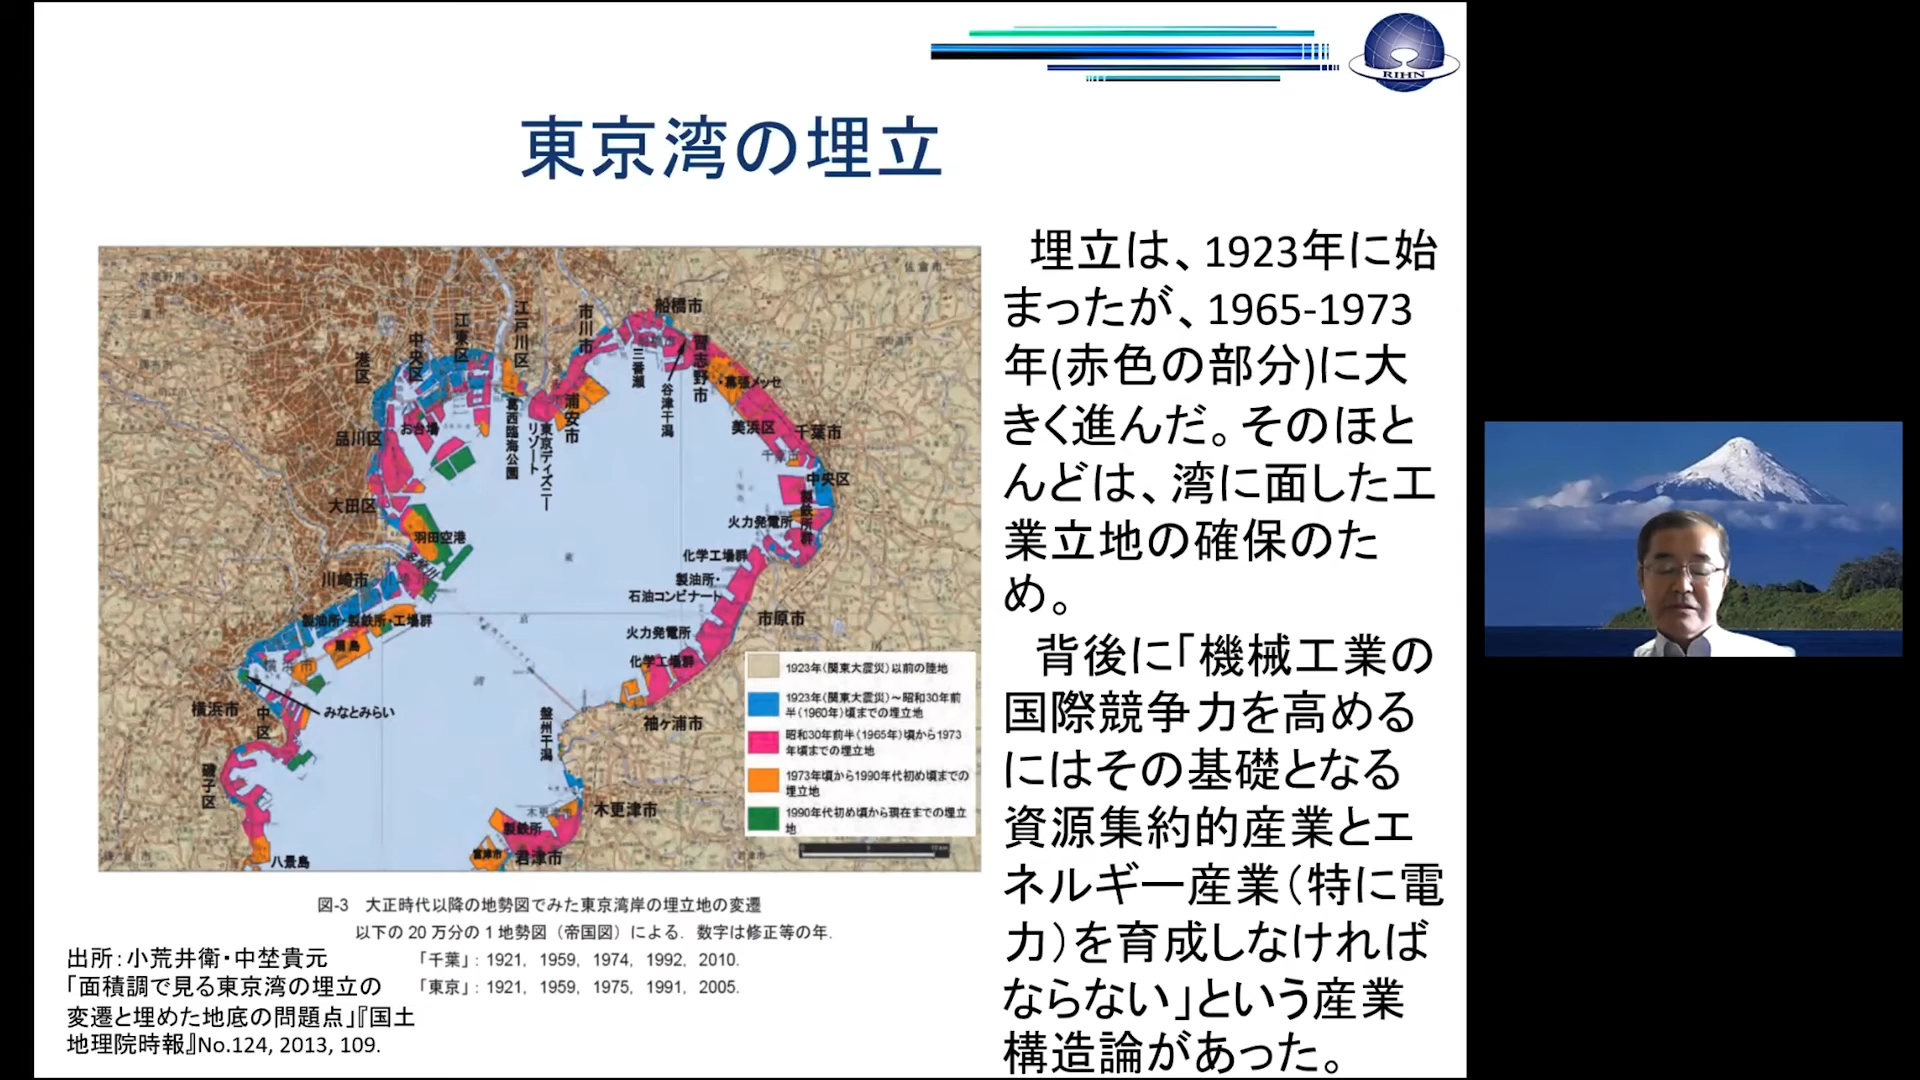 RIHN
東京湾の埋立
埋立は、1923年に始
まったが、1965-1973
年(赤色の部分)に大
きく進んだ。そのほと
んどは、湾に面した工
業立地の確保のた
め。
背後に「機械工業の
国際競争力を高める
にはその基礎となる
資源集約的産業とエ
ネルギー産業（特に電
力）を育成しなければ
ならない」という産業
構造論があった。
佐倉市
船橋市
市川市
江戸川区
江東区
中央区
港区
習志野市
三番瀬
谷津干潟
幕張メッセ
浦安市
葛西臨海公園
東京ディズニー
リゾート
お台場
品川区
美浜区
千葉市
中央区
大田区
製鉄所群
火力発電所
羽田空港
化学工場群
川崎市
製油所・
石油コンビナート
市原市
製油所・製鉄所・工場群
火力発電所
扇島
化学工場群
横浜市
みなとみらい
横浜市
中区
袖ヶ浦市
盤州干潟
磯子区
木更津市
木更津市
製鉄所
富津市
君津市
八景島
1923年（関東大震災）以前の陸地
1923年（関東大震災）～昭和30年前
半（1960年）頃までの埋立地
昭和30年前半（1965年）頃から1973
年頃までの埋立地
1973年頃から1990年代初め頃までの
埋立地
1990年代初め頃から現在までの埋立
地
図-3　大正時代以降の地勢図でみた東京湾岸の埋立地の変遷
以下の20万分の1地勢図（帝国図）による．数字は修正等の年．
「千葉」：1921，1959，1974，1992，2010．
「東京」：1921，1959，1975，1991，2005．
出所：小荒井衛・中埜貴元
「面積調で見る東京湾の埋立の
変遷と埋めた地底の問題点」『国土
地理院時報』No.124, 2013, 109.